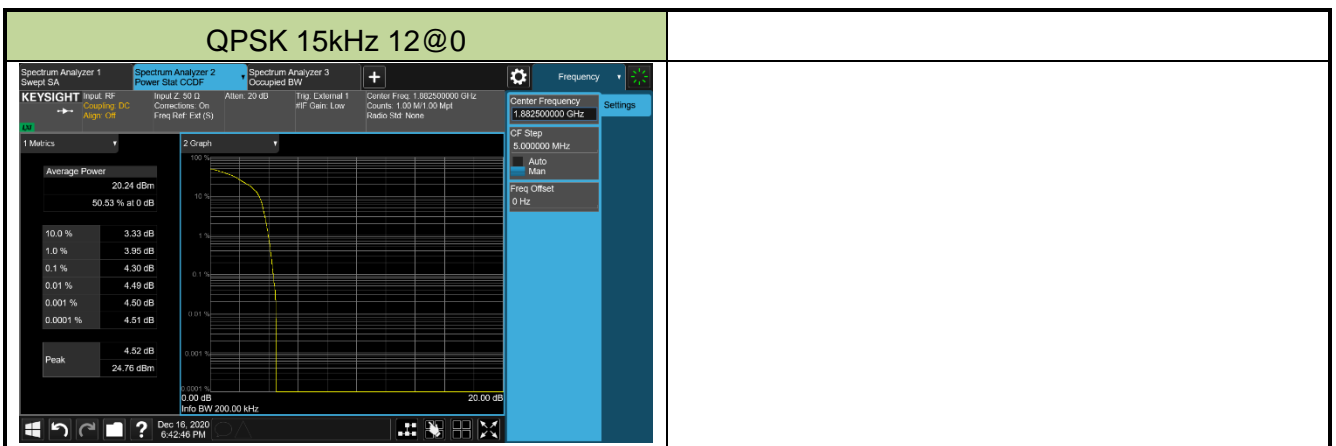 QPSK 15kHz 12@0
Spectrum Analyzer 1
Swept SA
Spectrum Analyzer 2
Power Stat CCDF
Spectrum Analyzer 3
Occupied BW
+
Frequency
KEYSIGHT
Input: RF
Coupling: DC
Align: Off
Input Z: 50 Ω
Corrections: On
Freq Ref: Ext (S)
Atten: 20 dB
Trig: External 1
#IF Gain: Low
Center Freq: 1.882500000 GHz
Counts: 1.00 M/1.00 Mpt
Radio Std: None
Center Frequency
1.882500000 GHz
Settings
CF Step
5.000000 MHz
Auto
Man
Freq Offset
0 Hz
1 Metrics
Average Power
20.24 dBm
50.53 % at 0 dB
10.0 % 3.33 dB
1.0 % 3.95 dB
0.1 % 4.30 dB
0.01 % 4.49 dB
0.001 % 4.50 dB
0.0001 % 4.51 dB
Peak
4.52 dB
24.76 dBm
2 Graph
100 %
10 %
1 %
0.1 %
0.01 %
0.001 %
0.0001 %
0.00 dB
20.00 dB
Info BW 200.00 kHz
?
Dec 16, 2020
6:42:46 PM